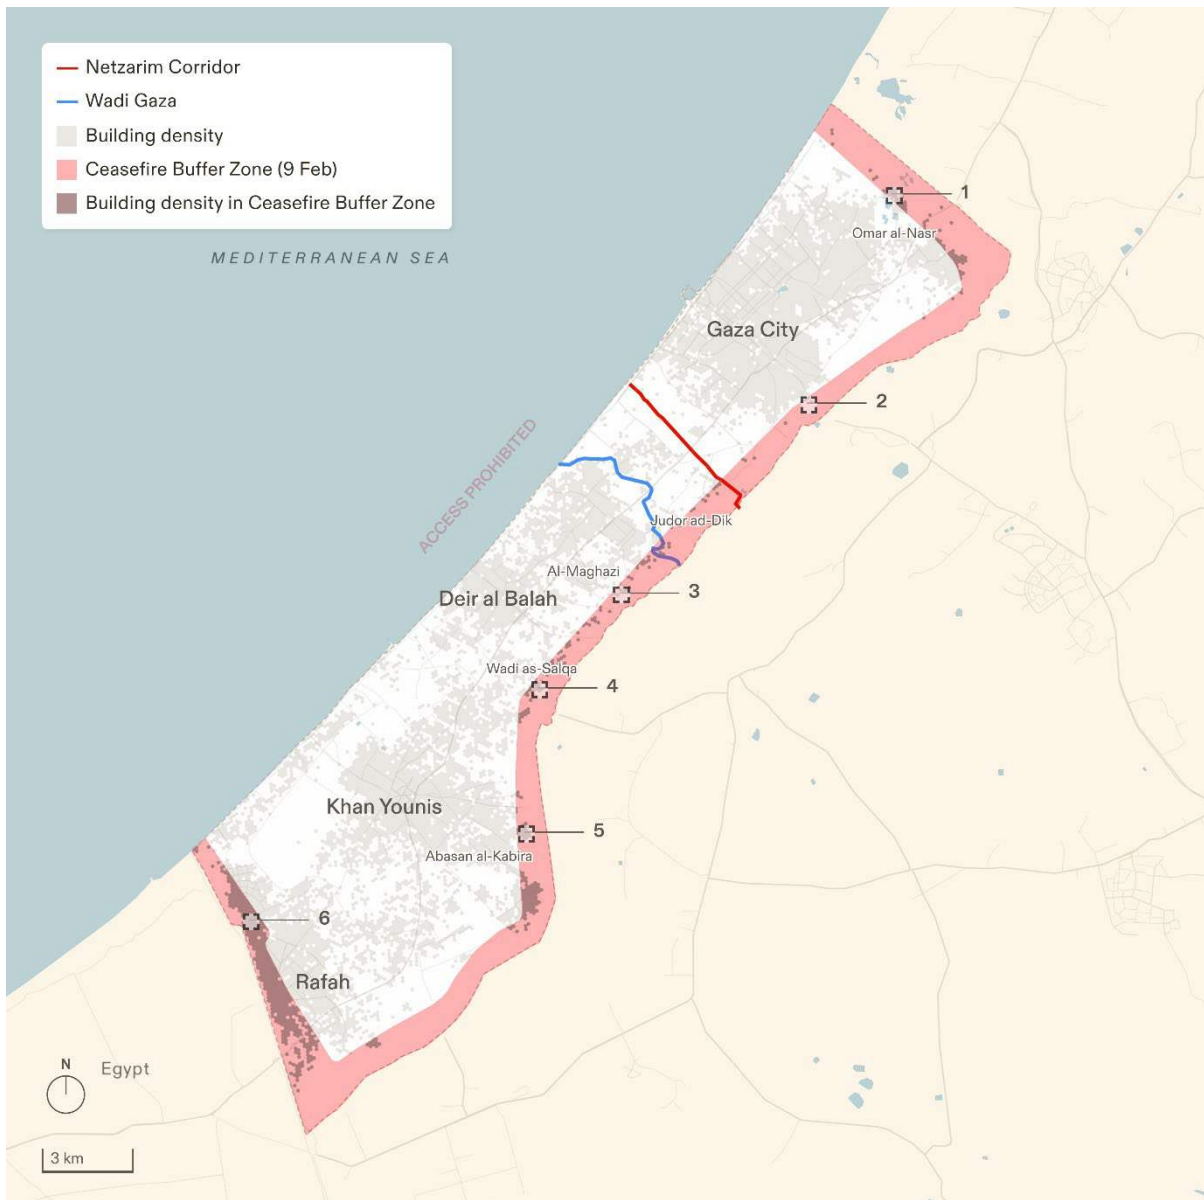 Netzarim Corridor
Wadi Gaza
Building density
Ceasefire Buffer Zone (9 Feb)
Building density in Ceasefire Buffer Zone
MEDITERRANEAN SEA
1
Omar al-Nasr
Gaza City
2
ACCESS PROHIBITED
Judor ad-Dik
Al-Maghazi
3
Deir al Balah
Wadi as-Salqa
4
Khan Younis
5
Abasan al-Kabira
6
Rafah
N
Egypt
3 km